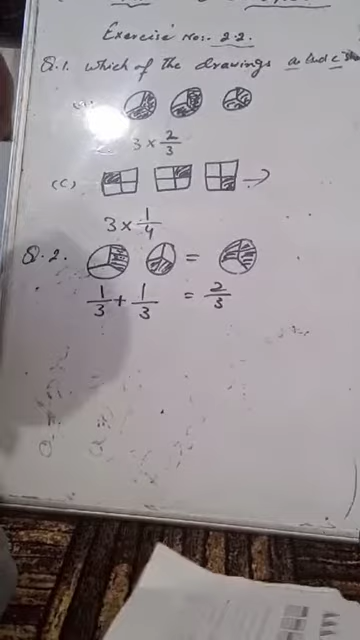 Exercise No:- 2.2.
Q.1. which of the drawings a and c
3 × 2/3
(c)
3 × 1/4
Q.2. =
1/3 + 1/3 = 2/3